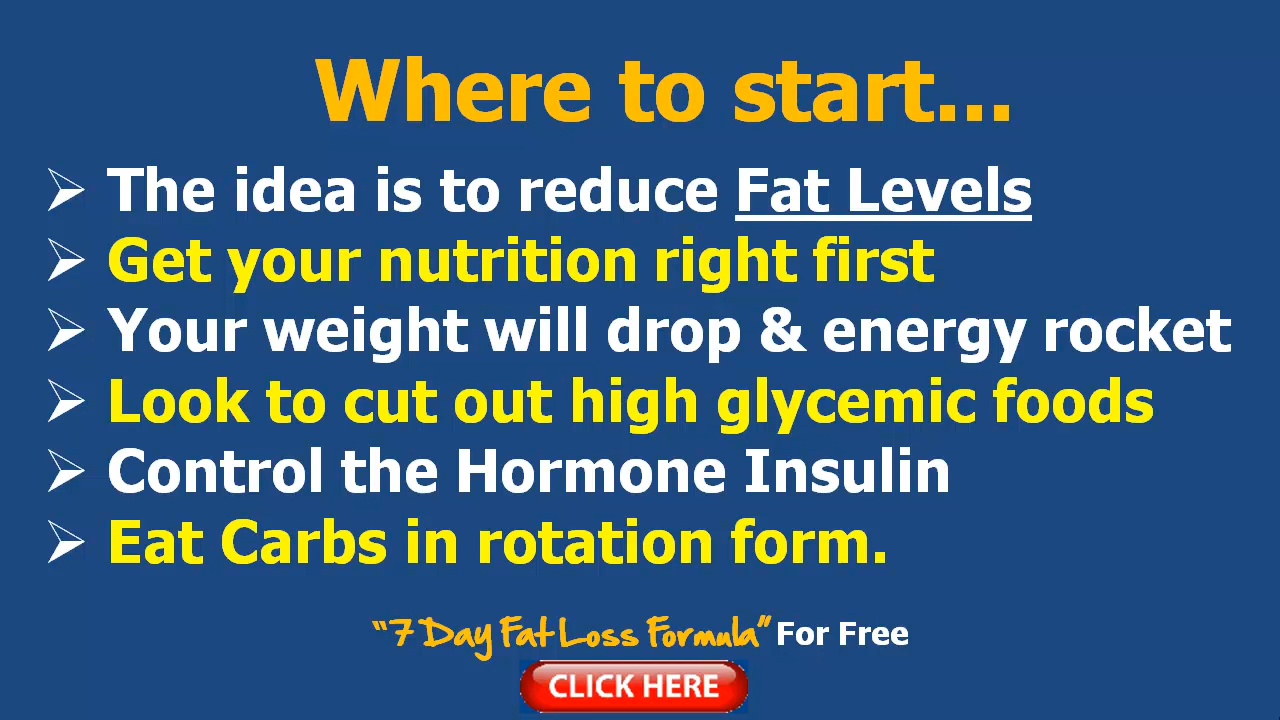 Where to start...
The idea is to reduce Fat Levels
Get your nutrition right first
Your weight will drop & energy rocket
Look to cut out high glycemic foods
Control the Hormone Insulin
Eat Carbs in rotation form.
“7 Day Fat Loss Formula” For Free
CLICK HERE